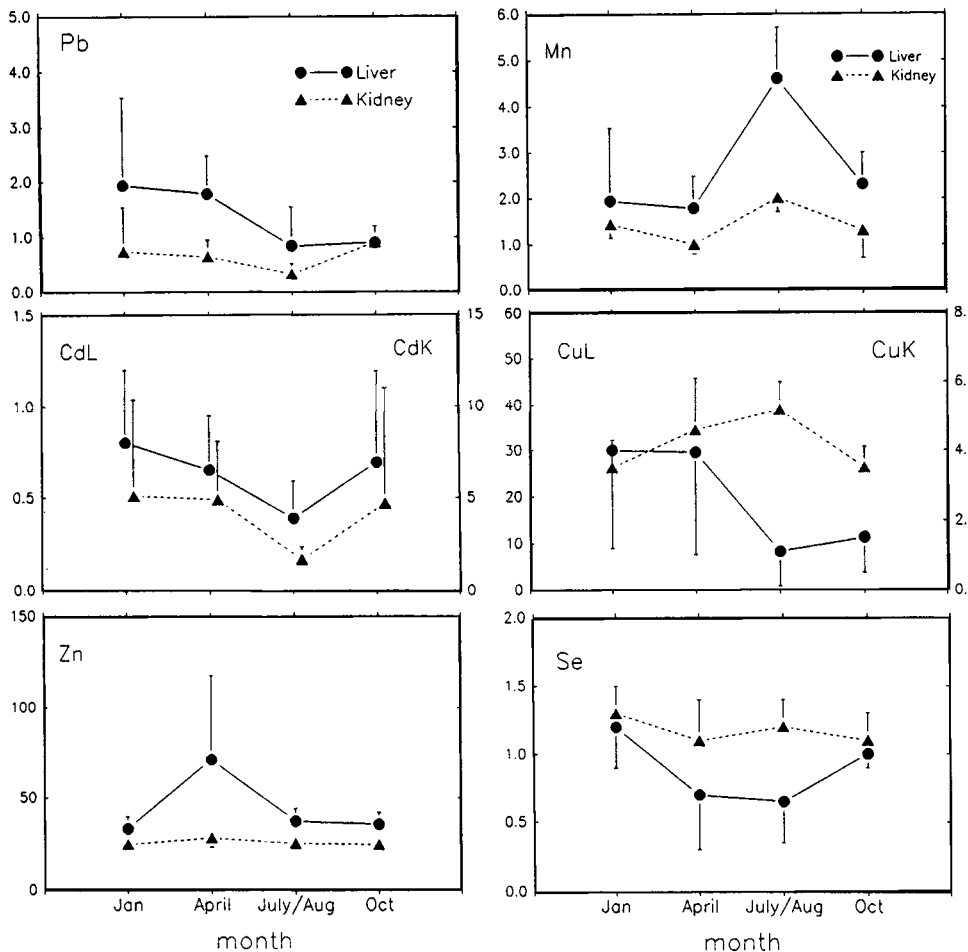 Pb
5.0
4.0
3.0
2.0
1.0
0.0
Liver
Kidney
Mn
6.0
5.0
4.0
3.0
2.0
1.0
0.0
Liver
Kidney
CdL
CdK
1.5
1.0
0.5
0.0
15
10
5
0
CuL
CuK
60
50
40
30
20
10
0
8.
6.
4.
2.
0.
Zn
150
100
50
0
Jan
April
July/Aug
Oct
month
Se
2.0
1.5
1.0
0.5
0.0
Jan
April
July/Aug
Oct
month